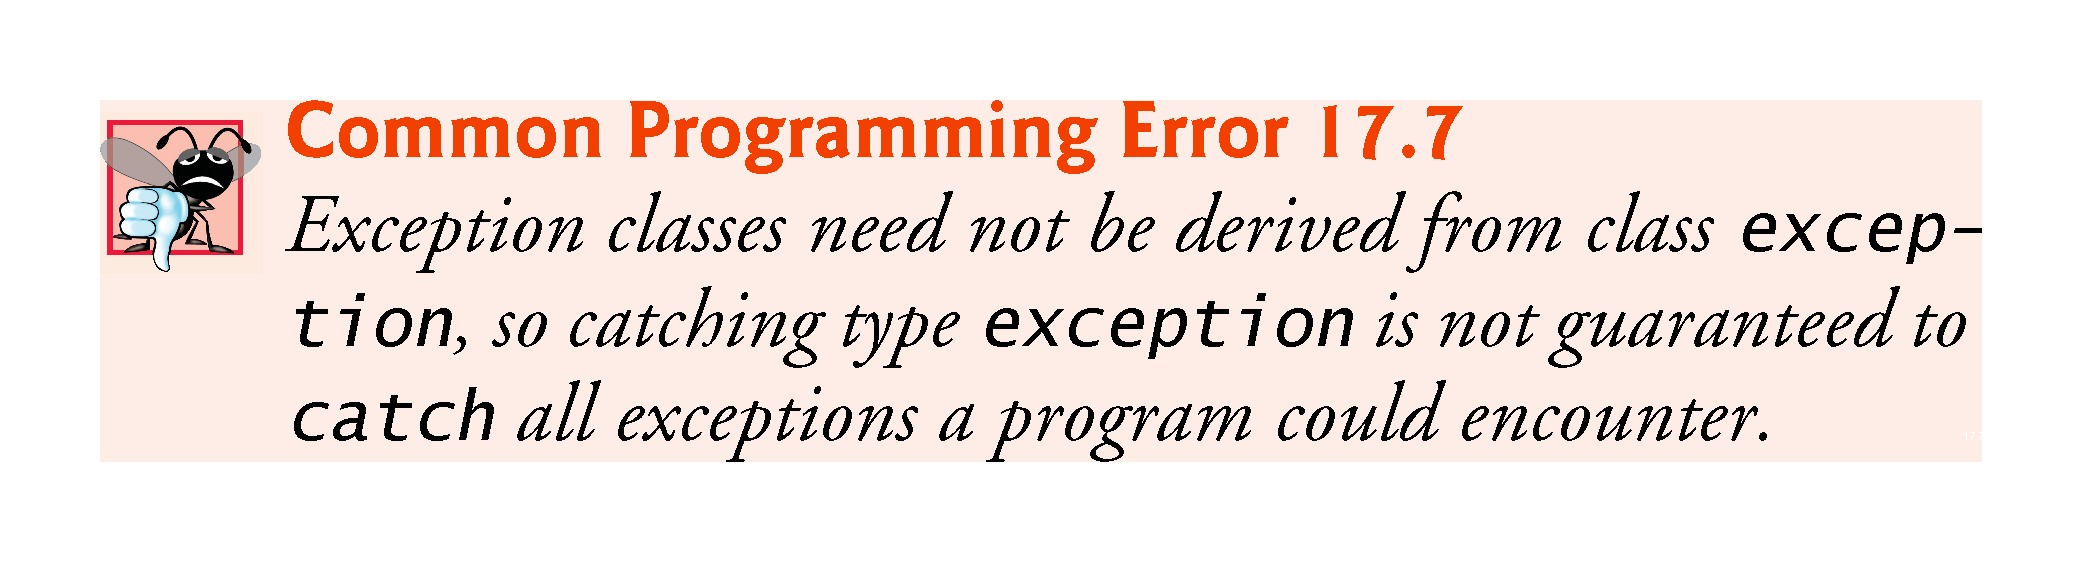 Common Programming Error 17.7
Exception classes need not be derived from class excep-
tion, so catching type exception is not guaranteed to
catch all exceptions a program could encounter.